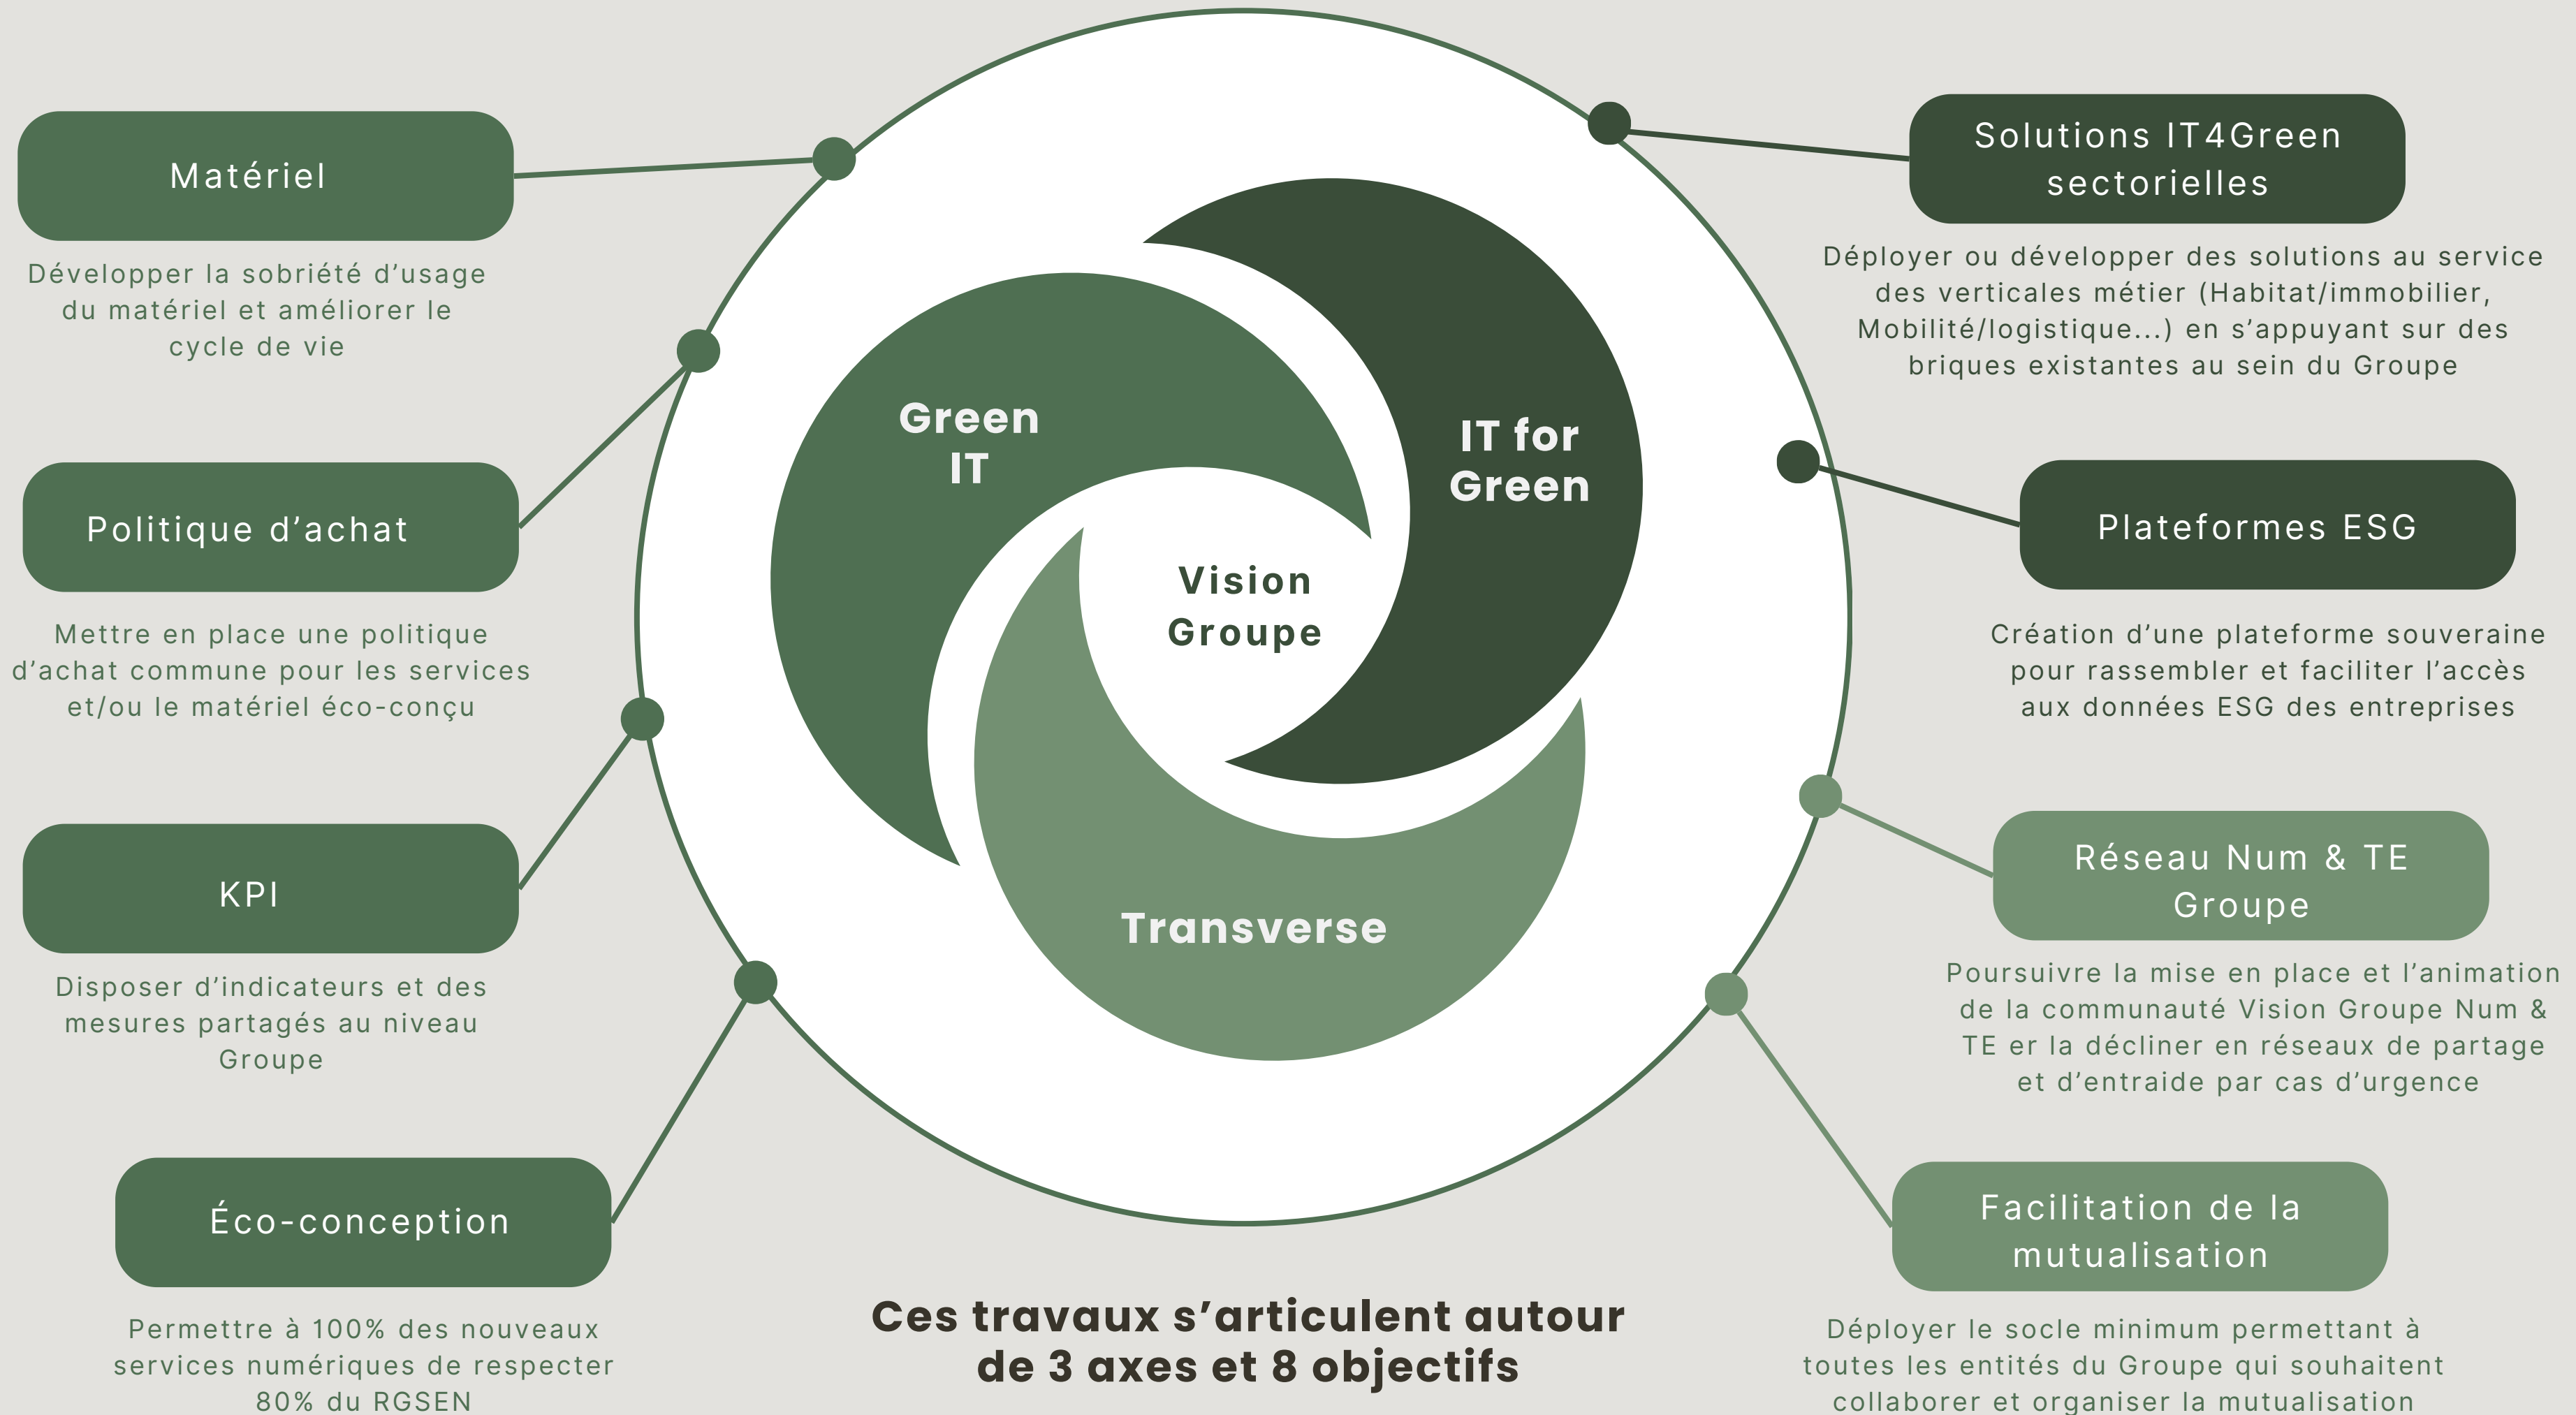 Matériel
Développer la sobriété d’usage
du matériel et améliorer le
cycle de vie
Politique d’achat
Mettre en place une politique
d’achat commune pour les services
et/ou le matériel éco-conçu
KPI
Disposer d’indicateurs et des
mesures partagés au niveau
Groupe
Éco-conception
Permettre à 100% des nouveaux
services numériques de respecter
80% du RGSEN
Green
IT
IT for
Green
Vision
Groupe
Transverse
Ces travaux s’articulent autour
de 3 axes et 8 objectifs
Solutions IT4Green
sectorielles
Déployer ou développer des solutions au service
des verticales métier (Habitat/immobilier,
Mobilité/logistique...) en s’appuyant sur des
briques existantes au sein du Groupe
Plateformes ESG
Création d’une plateforme souveraine
pour rassembler et faciliter l’accès
aux données ESG des entreprises
Réseau Num & TE
Groupe
Poursuivre la mise en place et l’animation
de la communauté Vision Groupe Num &
TE er la décliner en réseaux de partage
et d’entraide par cas d’urgence
Facilitation de la
mutualisation
Déployer le socle minimum permettant à
toutes les entités du Groupe qui souhaitent
collaborer et organiser la mutualisation